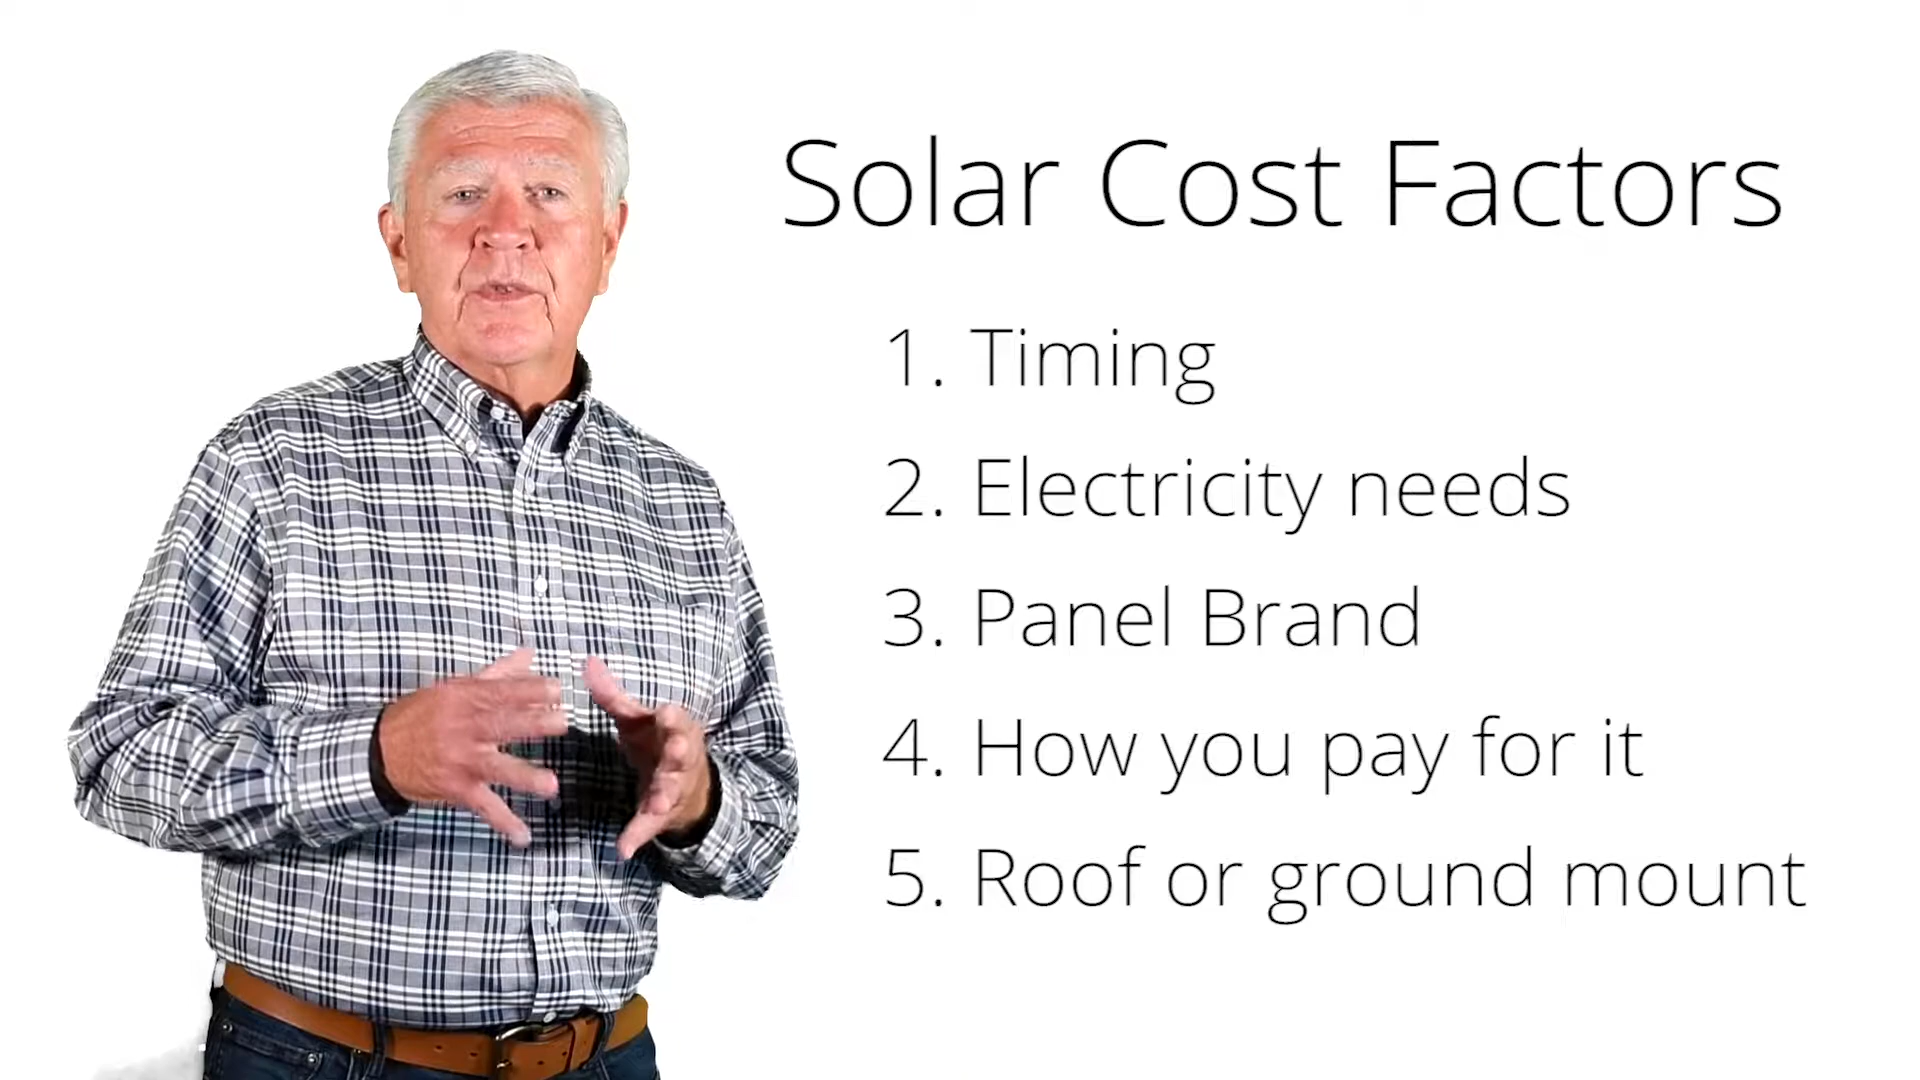 Solar Cost Factors
1. Timing
2. Electricity needs
3. Panel Brand
4. How you pay for it
5. Roof or ground mount